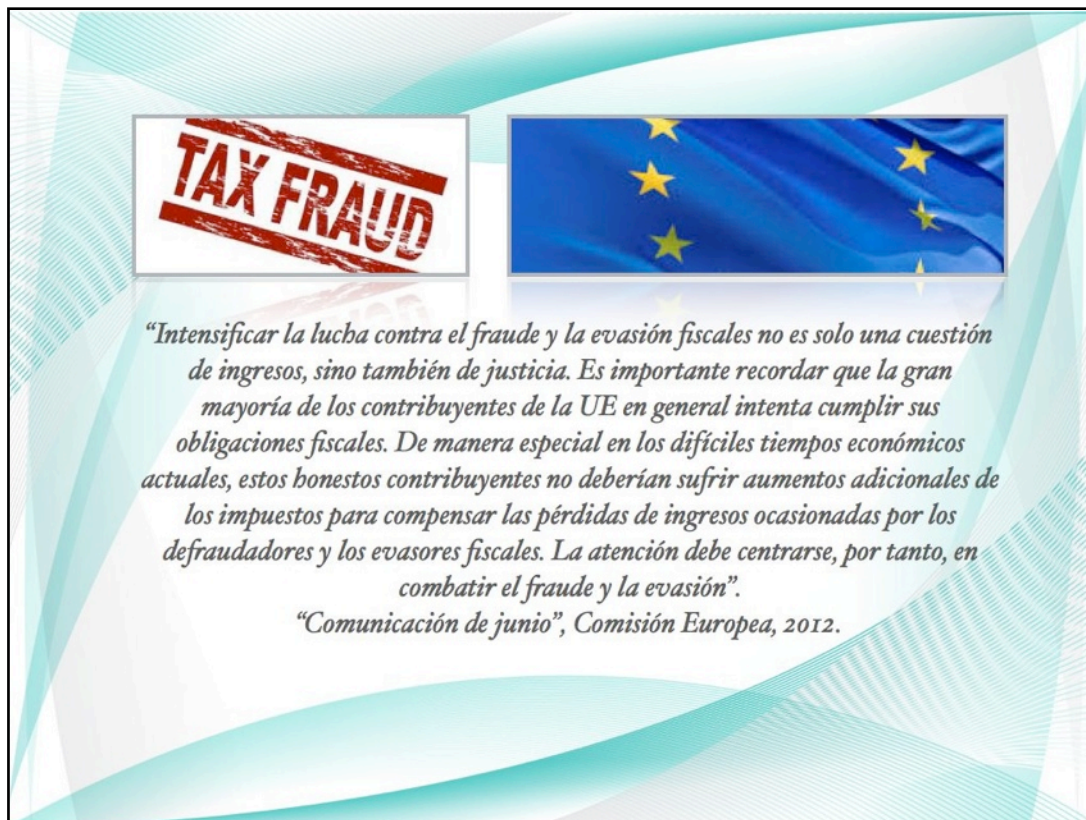 TAX FRAUD
“Intensificar la lucha contra el fraude y la evasión fiscales no es solo una cuestión
de ingresos, sino también de justicia. Es importante recordar que la gran
mayoría de los contribuyentes de la UE en general intenta cumplir sus
obligaciones fiscales. De manera especial en los difíciles tiempos económicos
actuales, estos honestos contribuyentes no deberían sufrir aumentos adicionales de
los impuestos para compensar las pérdidas de ingresos ocasionadas por los
defraudadores y los evasores fiscales. La atención debe centrarse, por tanto, en
combatir el fraude y la evasión”.
“Comunicación de junio”, Comisión Europea, 2012.